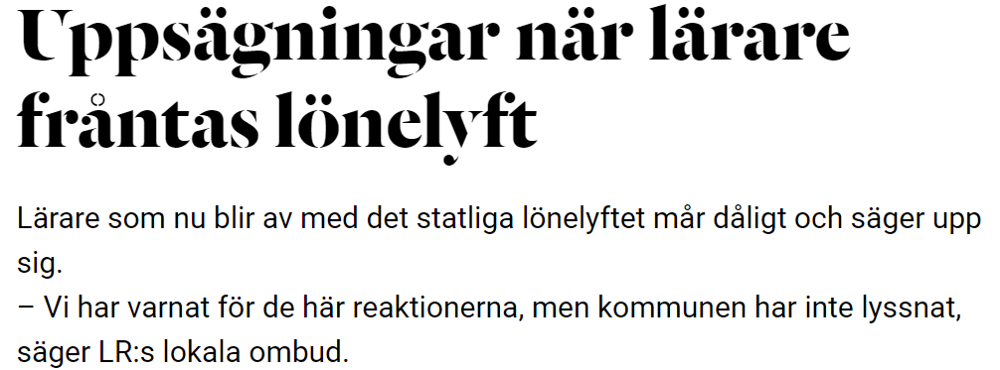 Uppsägningar när lärare
fråntas lönelyft
Lärare som nu blir av med det statliga lönelyftet mår dåligt och säger upp
sig.
– Vi har varnat för de här reaktionerna, men kommunen har inte lyssnat,
säger LR:s lokala ombud.